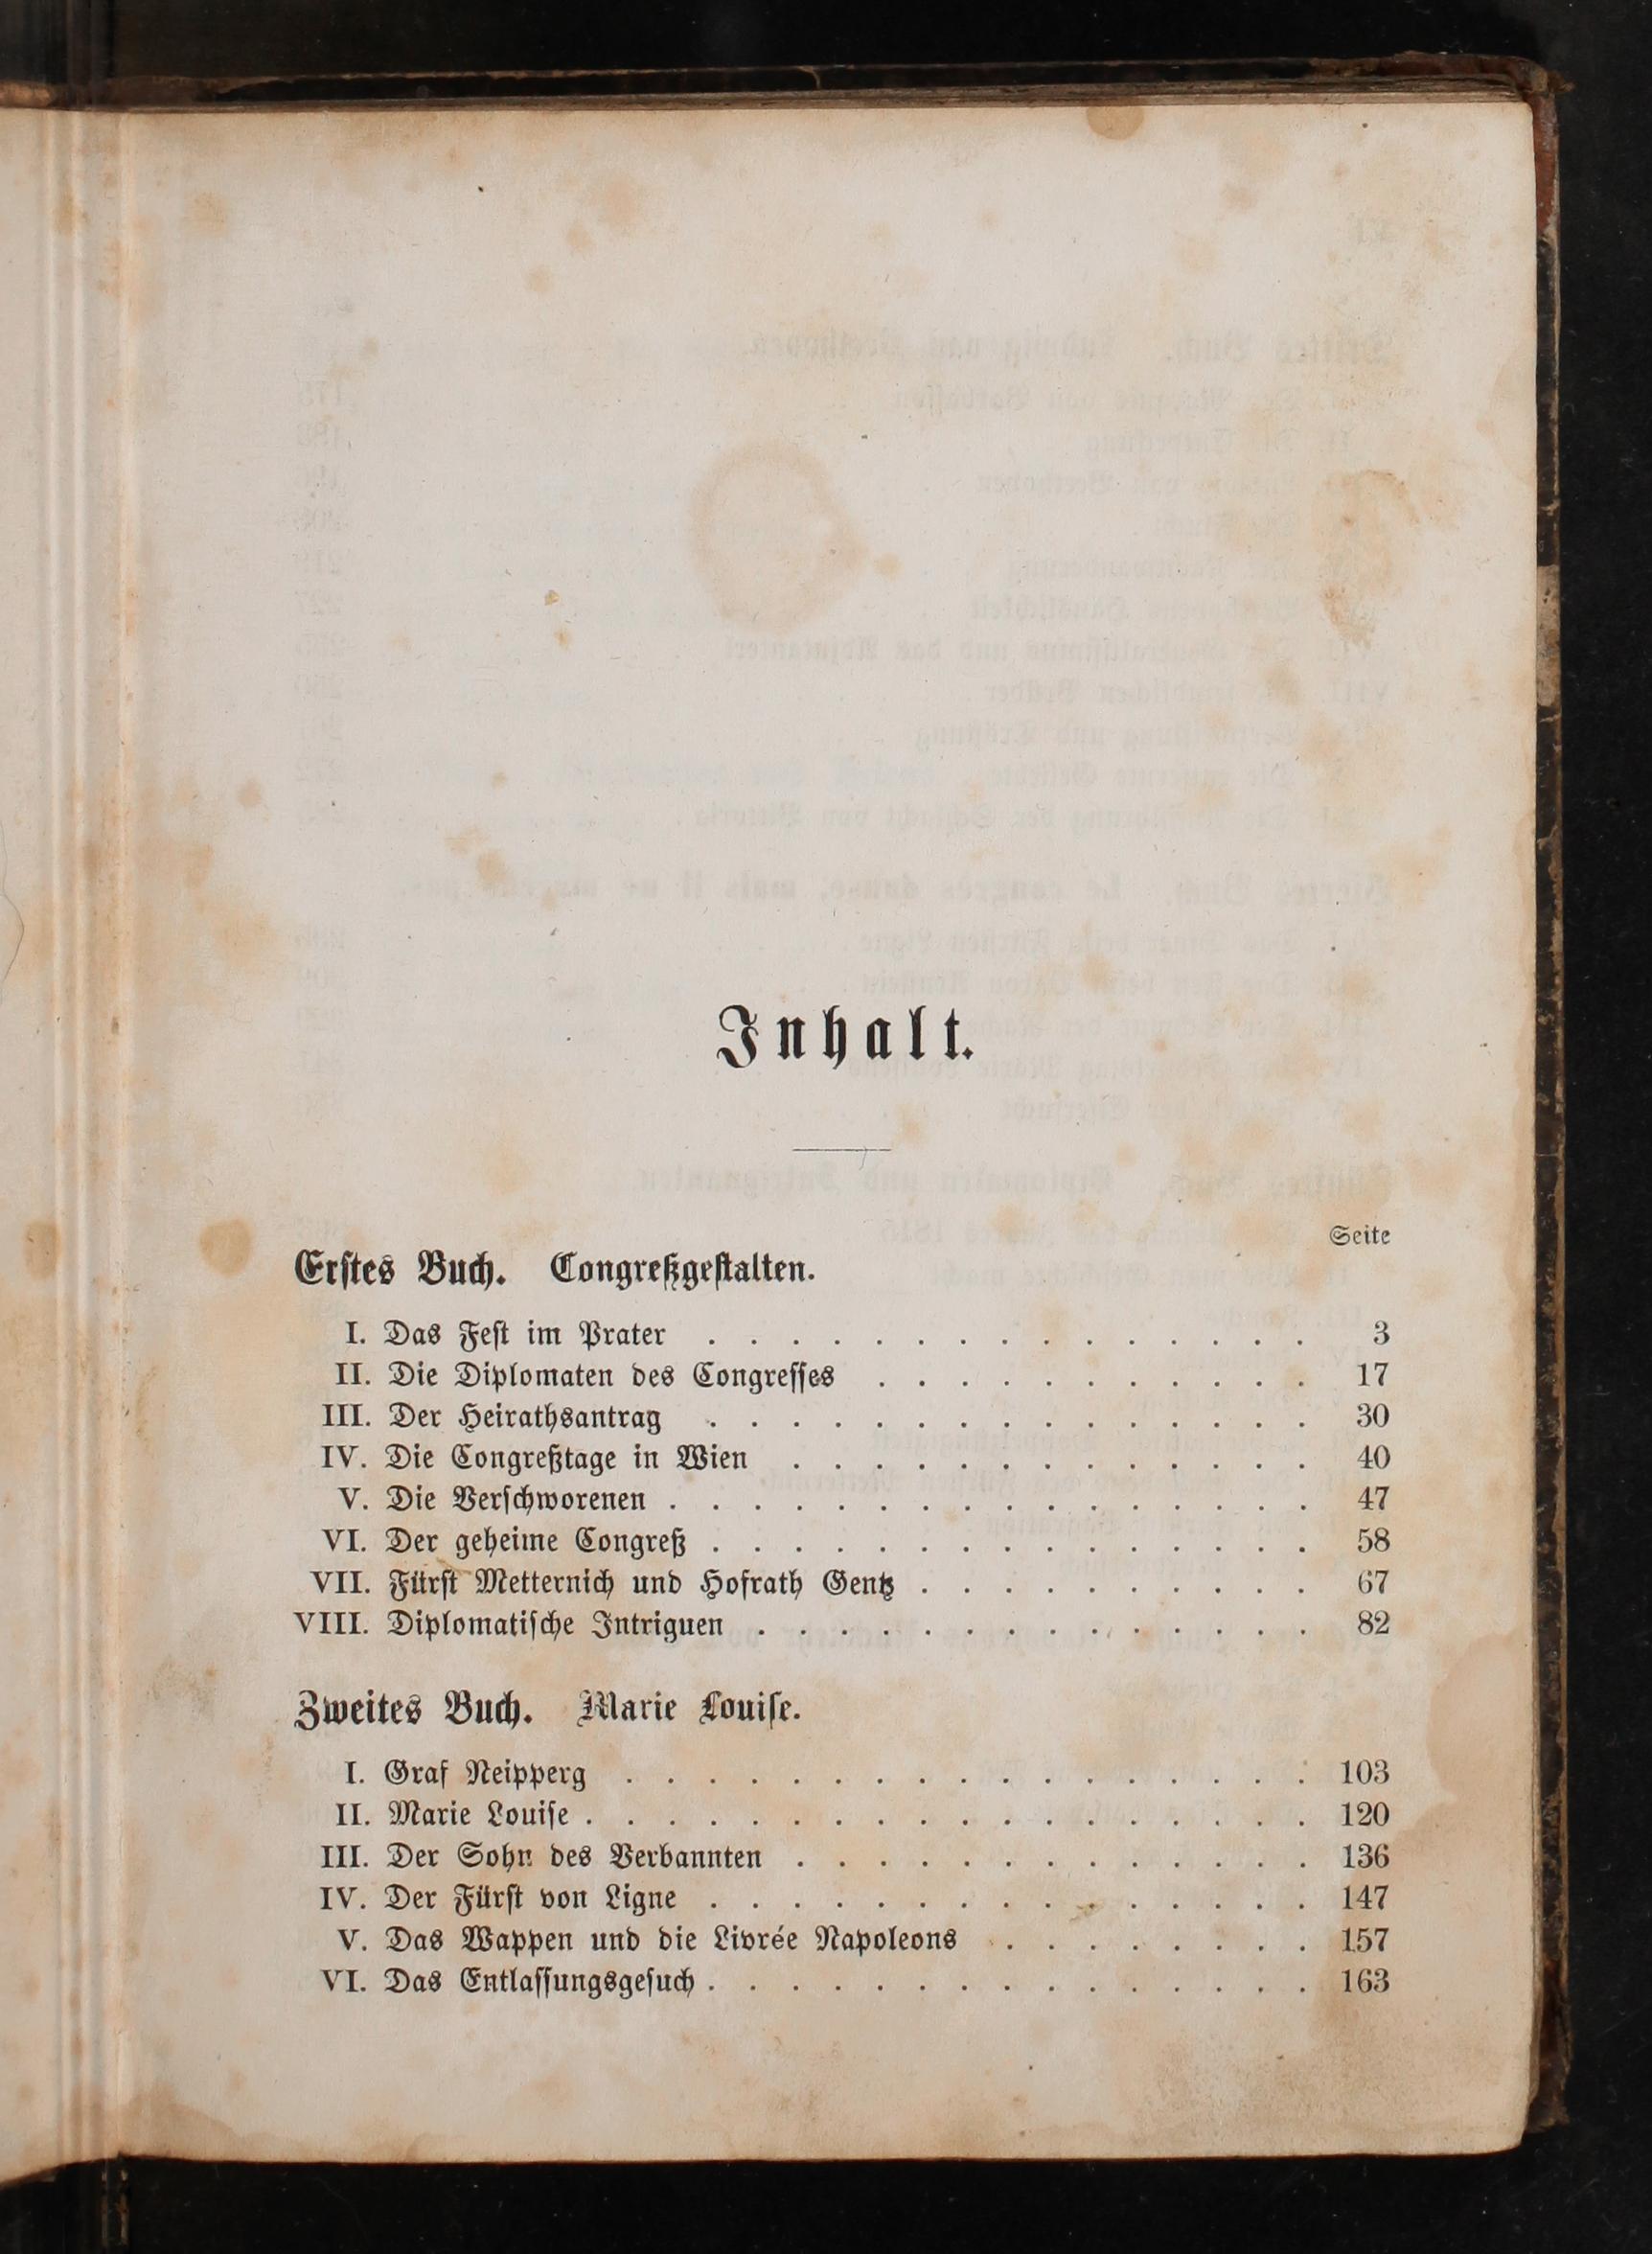 Inhalt.
Seite
Erstes Buch. Congreßgestalten.
I. Das Fest im Prater . . . . . . . . . . . . . . . 3
II. Die Diplomaten des Congresses . . . . . . . . . . . 17
III. Der Heirathsantrag . . . . . . . . . . . . . . . 30
IV. Die Congreßtage in Wien . . . . . . . . . . . . . 40
V. Die Verschworenen . . . . . . . . . . . . . . . . 47
VI. Der geheime Congreß . . . . . . . . . . . . . . . 58
VII. Fürst Metternich und Hofrath Gentz . . . . . . . . . . 67
VIII. Diplomatische Intriguen . . . . . . . . . . . . . . 82
Zweites Buch. Marie Louise.
I. Graf Neipperg . . . . . . . . . . . . . . . . . 103
II. Marie Louise . . . . . . . . . . . . . . . . . . 120
III. Der Sohn des Verbannten . . . . . . . . . . . . . 136
IV. Der Fürst von Ligne . . . . . . . . . . . . . . . 147
V. Das Wappen und die Livrée Napoleons . . . . . . . . 157
VI. Das Entlassungsgesuch . . . . . . . . . . . . . . . 163